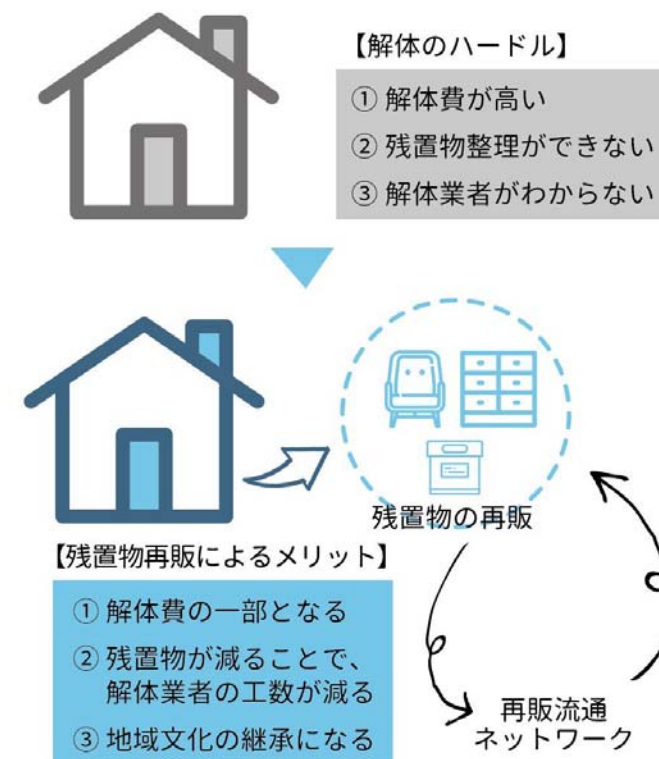 【解体のハードル】
① 解体費が高い
② 残置物整理ができない
③ 解体業者がわからない
残置物の再販
【残置物再販によるメリット】
① 解体費の一部となる
② 残置物が減ることで、
解体業者の工数が減る
③ 地域文化の継承になる
再販流通
ネットワーク